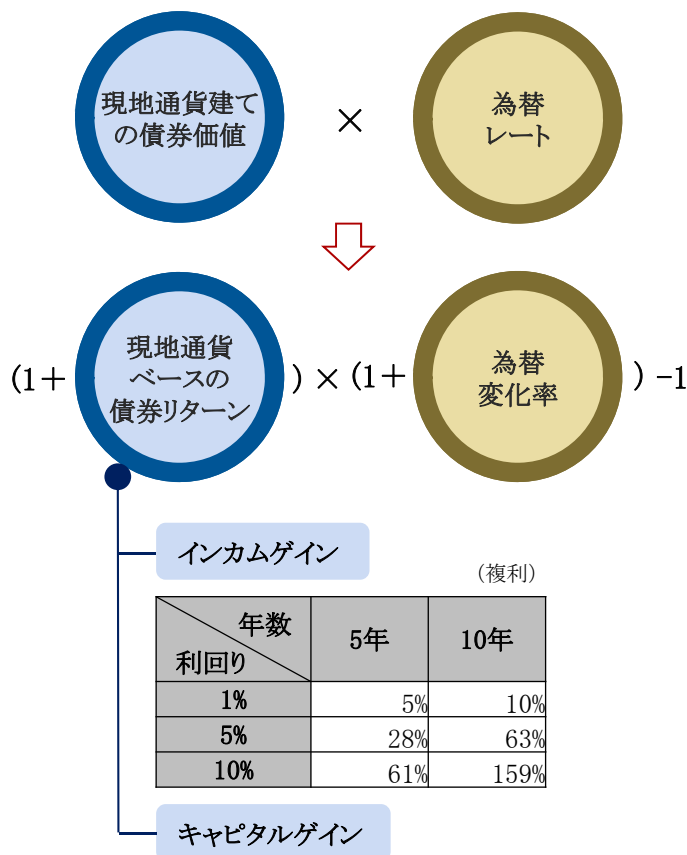 現地通貨建て
の債券価値
×
為替
レート
(1+
現地通貨
ベースの
債券リターン
) × (1+
為替
変化率
) -1
インカムゲイン
（複利）
年数
利回り
5年 10年
1% 5% 10%
5% 28% 63%
10% 61% 159%
キャピタルゲイン